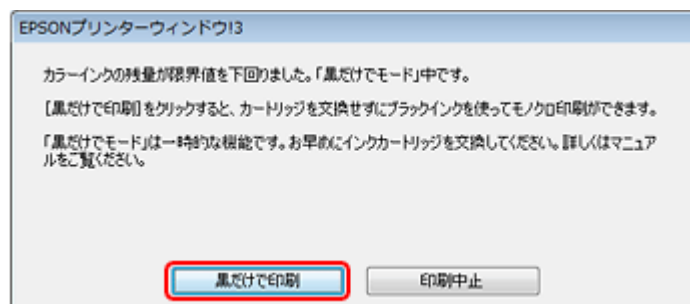 EPSONプリンターウィンドウ!3
カラーインクの残量が限界値を下回りました。「黒だけでモード」中です。
[黒だけで印刷]をクリックすると、カートリッジを交換せずにブラックインクを使ってモノクロ印刷ができます。
「黒だけでモード」は一時的な機能です。お早めにインクカートリッジを交換してください。詳しくはマニュア
ルをご覧ください。
黒だけで印刷
印刷中止